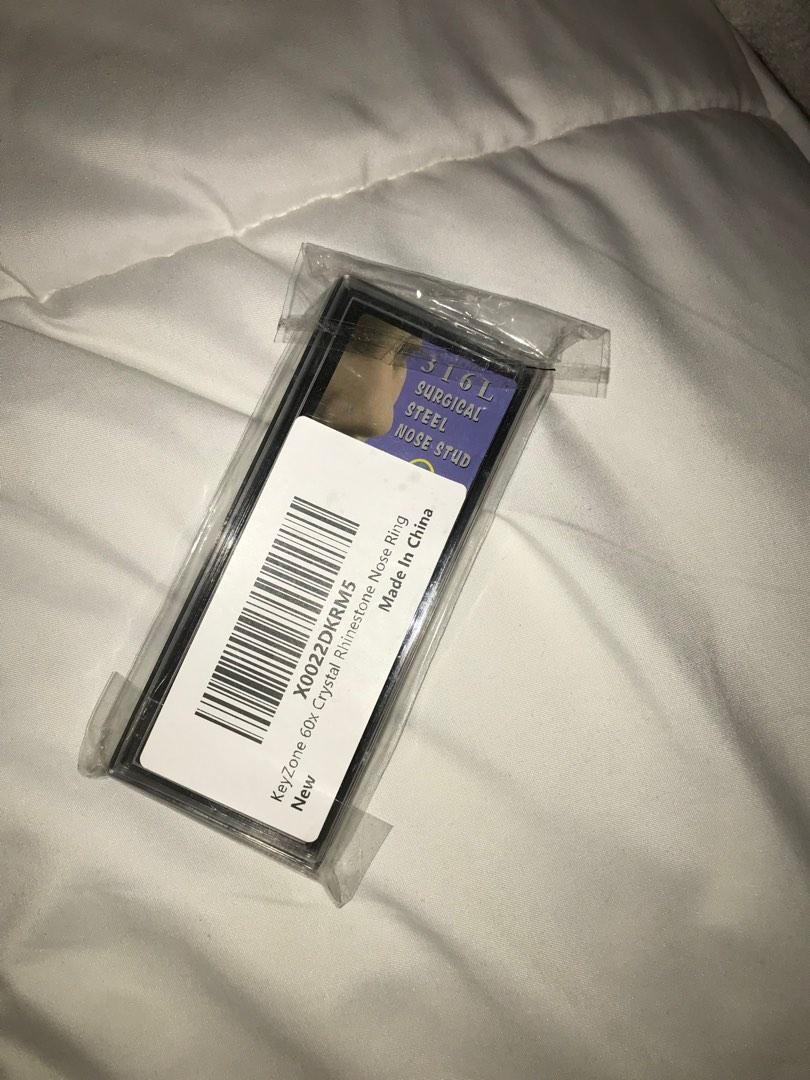 316L
SURGICAL
STEEL
NOSE STUD
X0022DKRM5
KeyZone 60x Crystal Rhinestone Nose Ring
New
Made In China